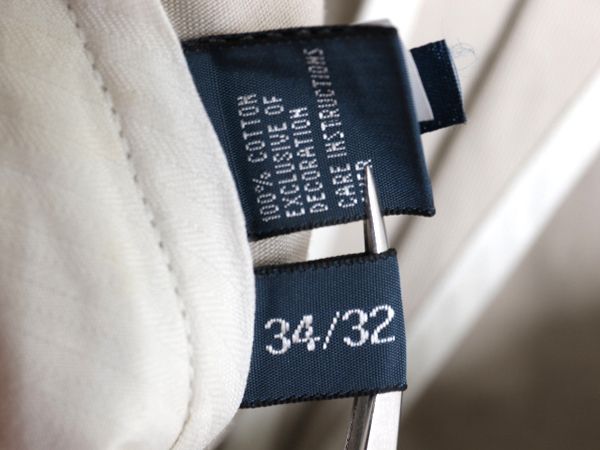 100% COTTON
EXCLUSIVE OF
DECORATION
CARE INSTRUCTIONS
34/32